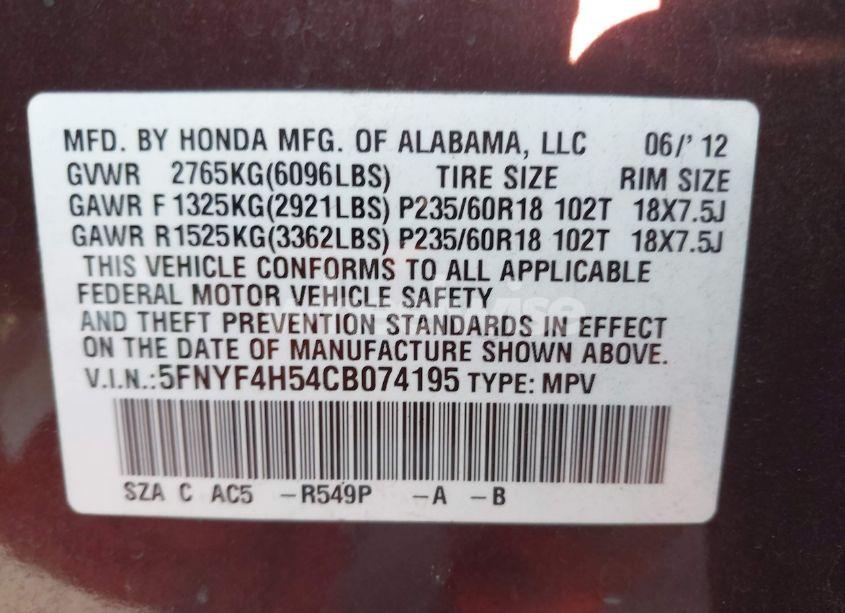 MFD. BY HONDA MFG. OF ALABAMA, LLC 06/' 12
GVWR 2765KG(6096LBS) TIRE SIZE RIM SIZE
GAWR F 1325KG(2921LBS) P235/60R18 102T 18X7.5J
GAWR R1525KG(3362LBS) P235/60R18 102T 18X7.5J
THIS VEHICLE CONFORMS TO ALL APPLICABLE
FEDERAL MOTOR VEHICLE SAFETY
AND THEFT PREVENTION STANDARDS IN EFFECT
ON THE DATE OF MANUFACTURE SHOWN ABOVE.
V.I.N.:5FNYF4H54CB074195 TYPE: MPV
SZA C AC5 -R549P -A -B